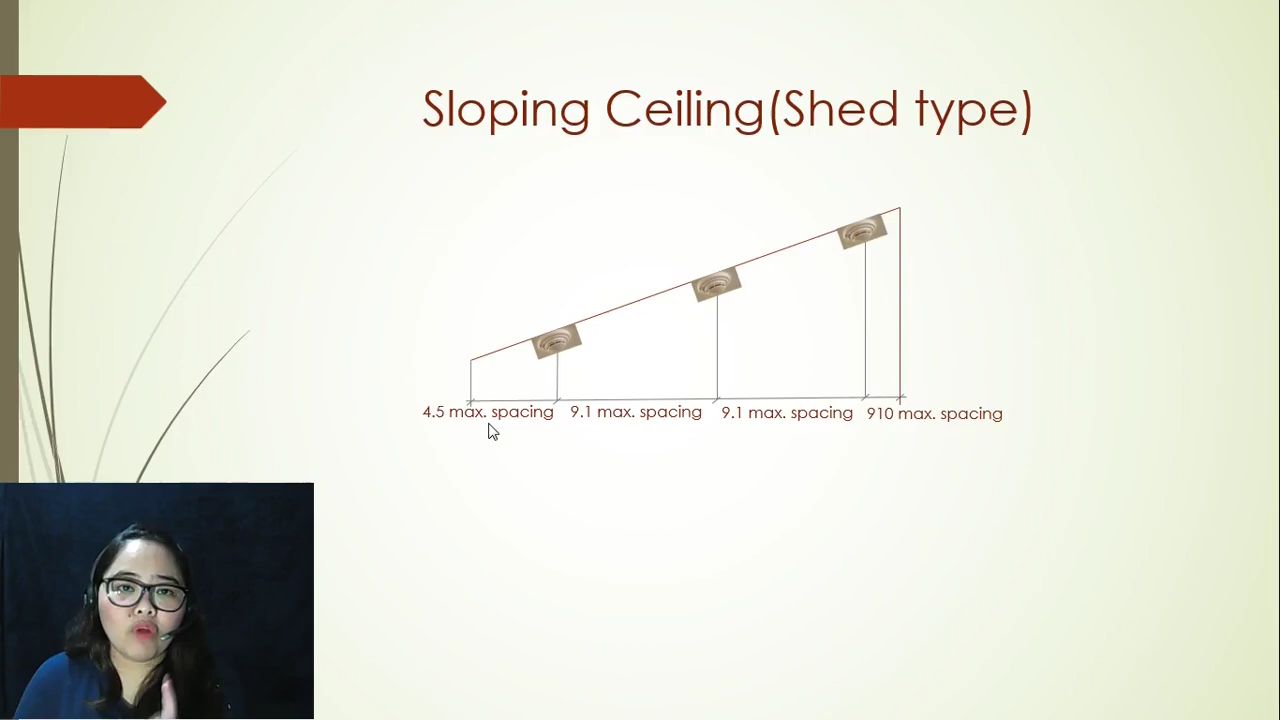 Sloping Ceiling(Shed type)
4.5 max. spacing 9.1 max. spacing 9.1 max. spacing 910 max. spacing